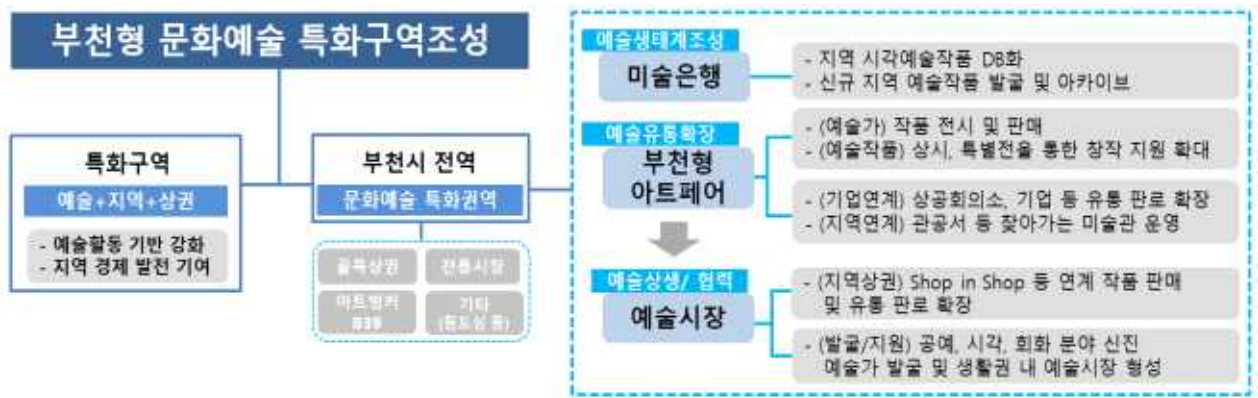 부천형 문화예술 특화구역조성
특화구역
예술+지역+상권
- 예술활동 기반 강화
- 지역 경제 발전 기여
부천시 전역
문화예술 특화권역
골목상권
전통시장
아트벙커
B39
기타
예술생태계조성
미술은행
- 지역 시각예술작품 DB화
- 신규 지역 예술작품 발굴 및 아카이브
예술유통확장
부천형
아트페어
- (예술가) 작품 전시 및 판매
- (예술작품) 상시, 특별전을 통한 창작 지원 확대
- (기업연계) 상공회의소, 기업 등 유통 판로 확장
- (지역연계) 관공서 등 찾아가는 미술관 운영
예술상생/ 협력
예술시장
- (지역상권) Shop in Shop 등 연계 작품 판매
및 유통 판로 확장
- (발굴/지원) 공예, 시각, 회화 분야 신진
예술가 발굴 및 생활권 내 예술시장 형성